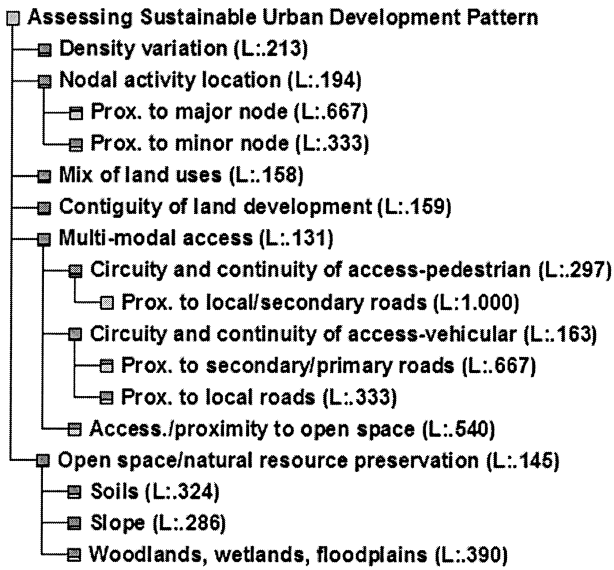 Assessing Sustainable Urban Development Pattern
Density variation (L:.213)
Nodal activity location (L:.194)
Prox. to major node (L:.667)
Prox. to minor node (L:.333)
Mix of land uses (L:.158)
Contiguity of land development (L:.159)
Multi-modal access (L:.131)
Circuity and continuity of access-pedestrian (L:.297)
Prox. to local/secondary roads (L:1.000)
Circuity and continuity of access-vehicular (L:.163)
Prox. to secondary/primary roads (L:.667)
Prox. to local roads (L:.333)
Access./proximity to open space (L:.540)
Open space/natural resource preservation (L:.145)
Soils (L:.324)
Slope (L:.286)
Woodlands, wetlands, floodplains (L:.390)